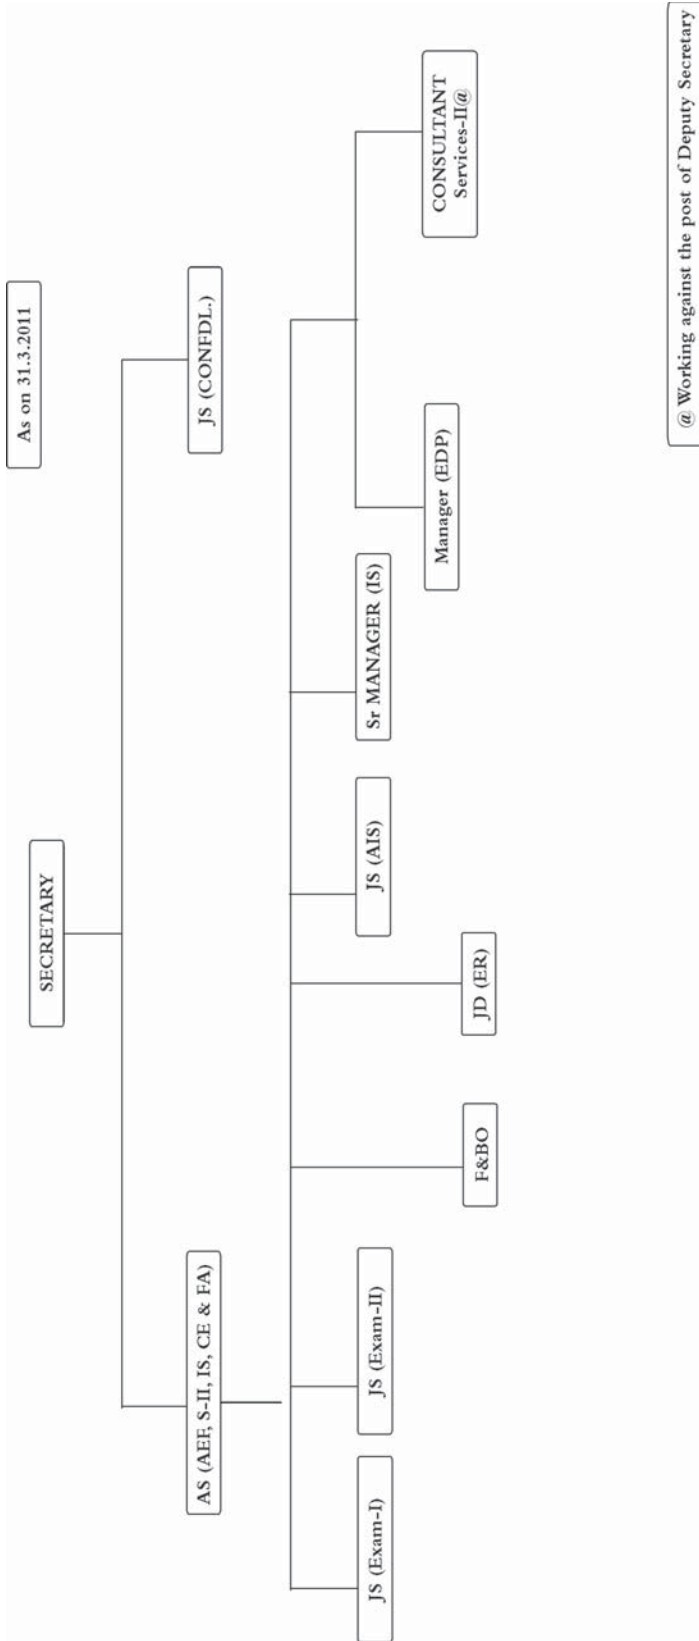 As on 31.3.2011
SECRETARY
AS (AEF, S-II, IS, CE & FA)
JS (CONFDL.)
JS (Exam-I)
JS (Exam-II)
F&BO
JD (ER)
JS (AIS)
Sr MANAGER (IS)
Manager (EDP)
CONSULTANT
Services-II@
@ Working against the post of Deputy Secretary